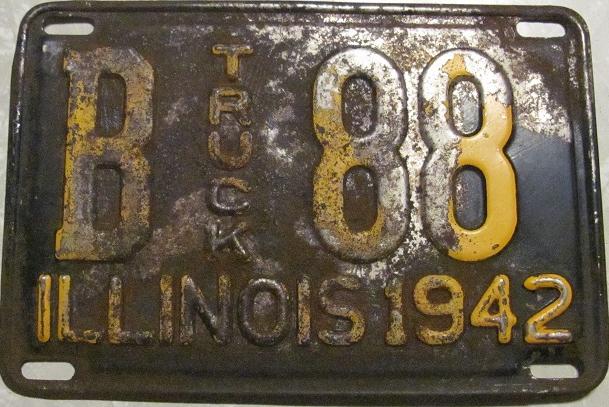 B TRUCK 88
ILLINOIS 1942